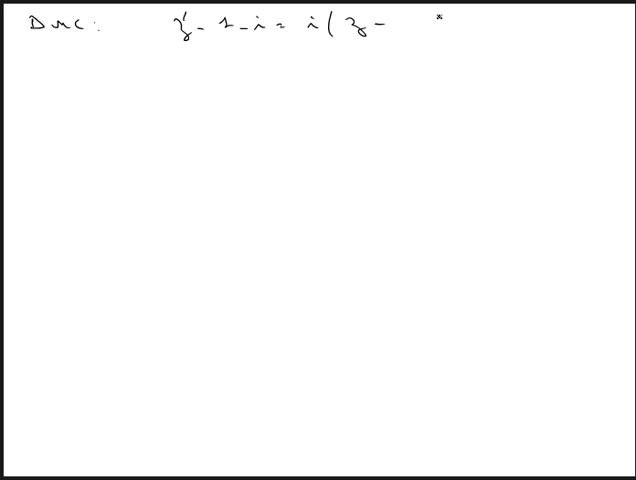 Donc : z' - 1 - i = i ( z -